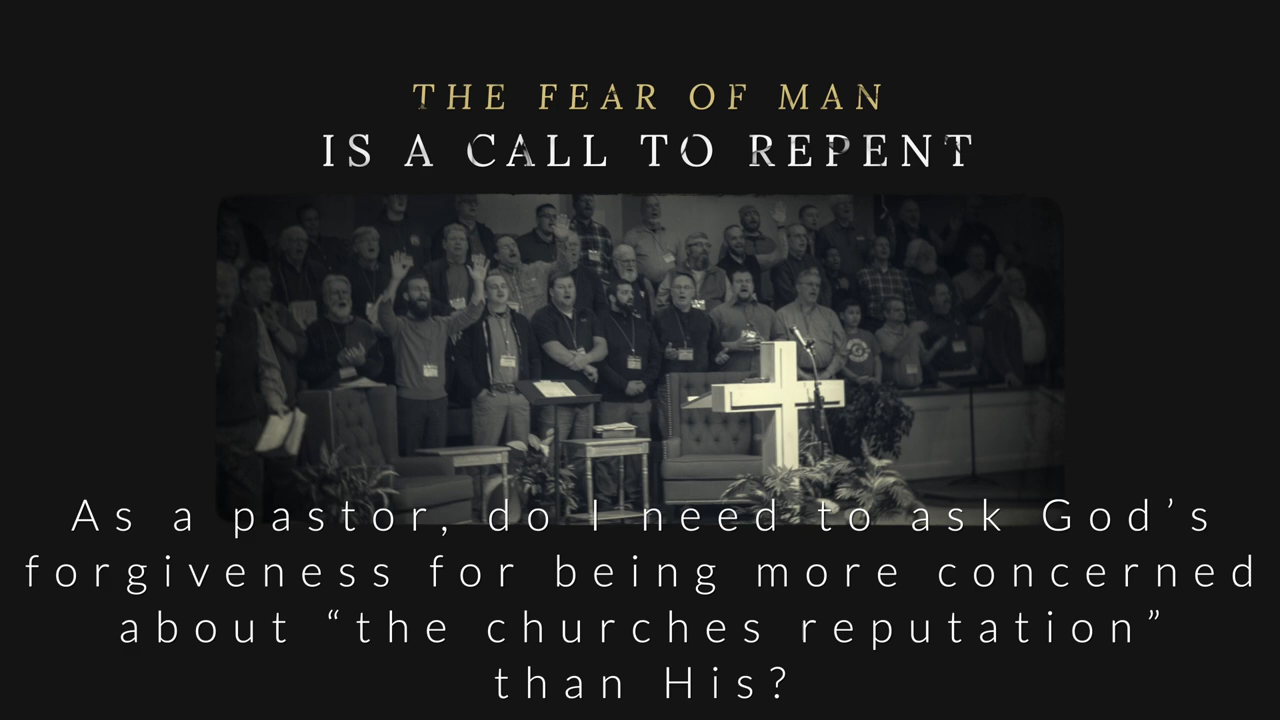 THE FEAR OF MAN
IS A CALL TO REPENT
As a pastor, do I need to ask God’s
forgiveness for being more concerned
about “the churches reputation”
than His?